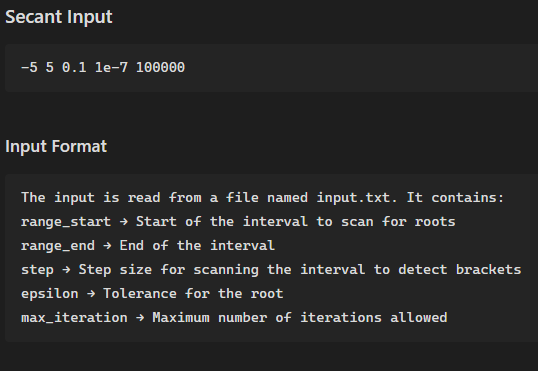 Secant Input
-5 5 0.1 1e-7 100000
Input Format
The input is read from a file named input.txt. It contains:
range_start → Start of the interval to scan for roots
range_end → End of the interval
step → Step size for scanning the interval to detect brackets
epsilon → Tolerance for the root
max_iteration → Maximum number of iterations allowed